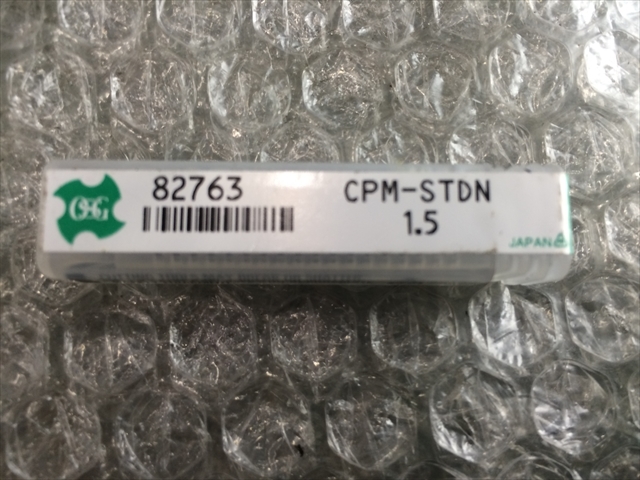 OSG
82763
CPM-STDN
1.5
JAPAN